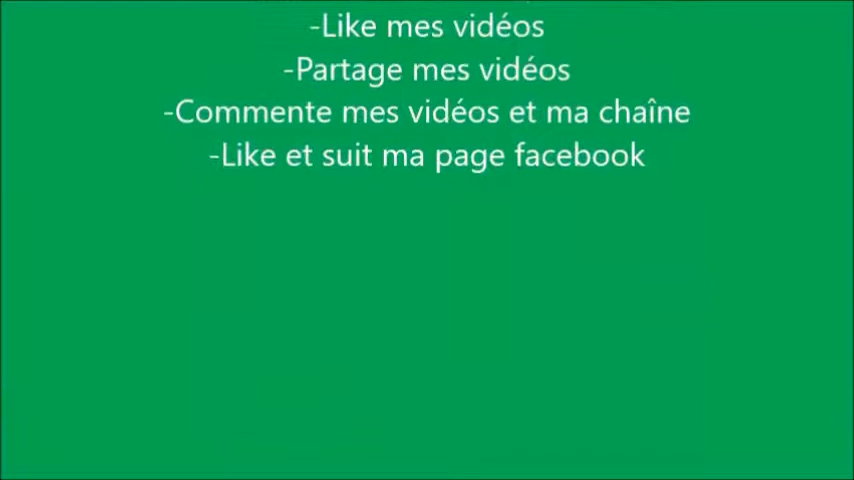 -Like mes vidéos
-Partage mes vidéos
-Commente mes vidéos et ma chaîne
-Like et suit ma page facebook